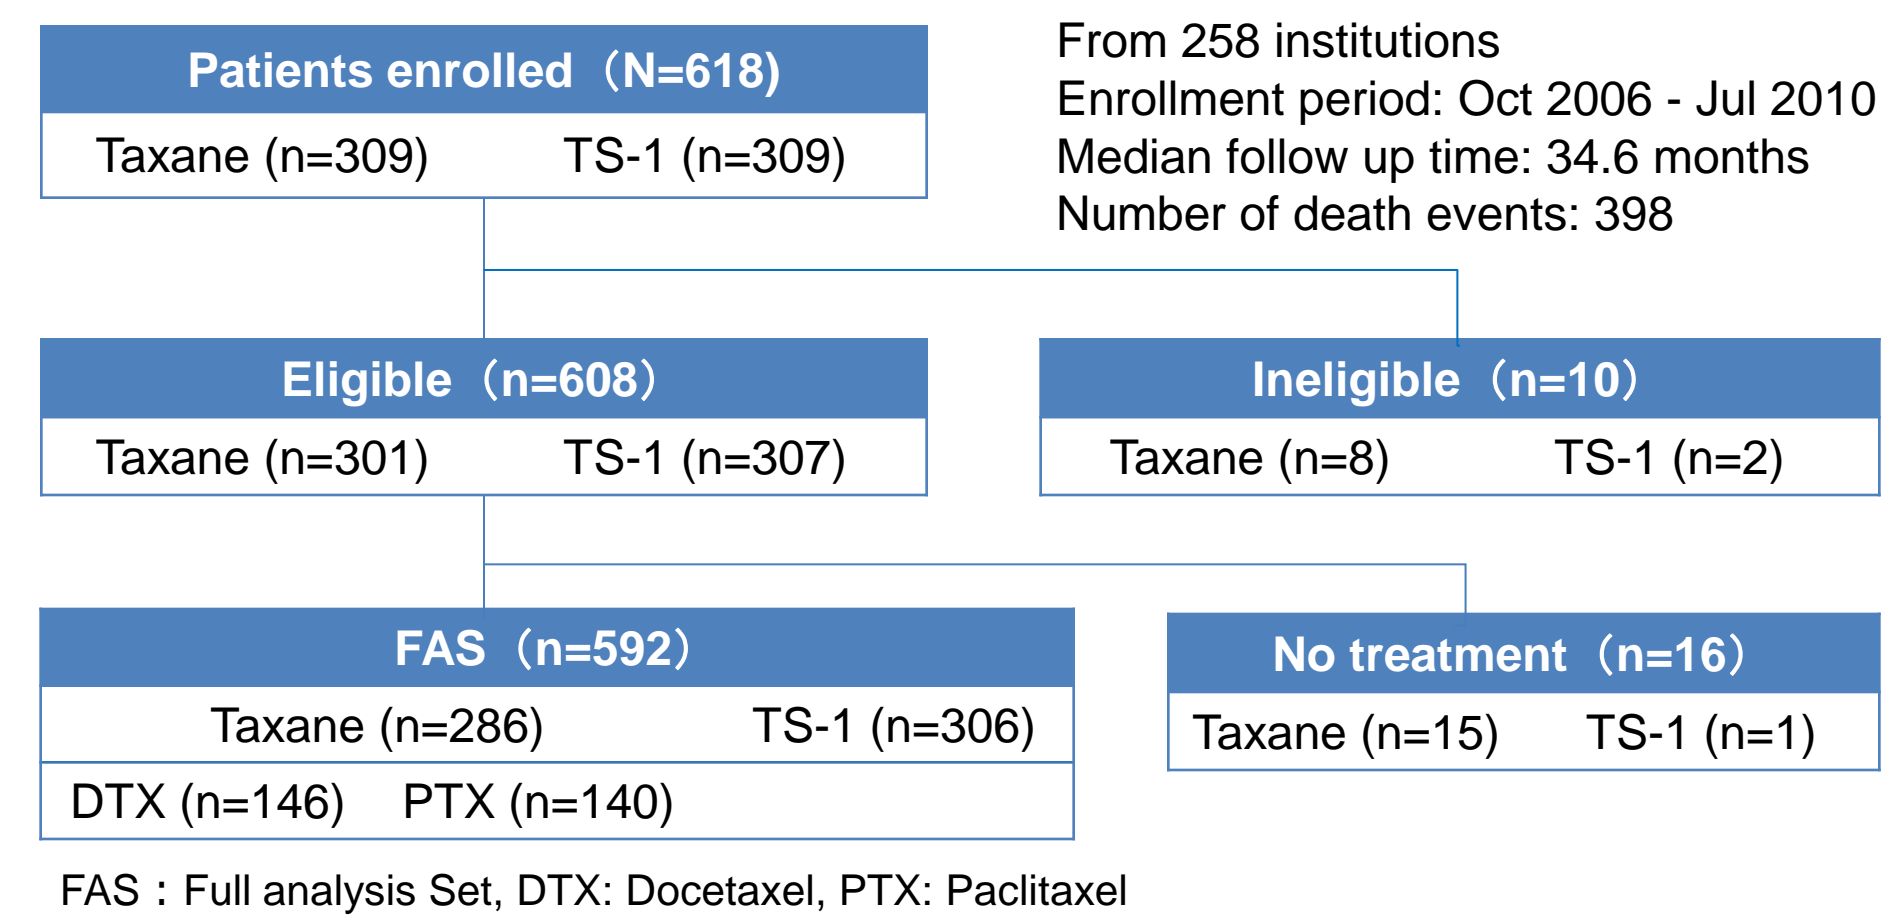 Patients enrolled（N=618)
Taxane (n=309) TS-1 (n=309)
From 258 institutions
Enrollment period: Oct 2006 - Jul 2010
Median follow up time: 34.6 months
Number of death events: 398
Eligible（n=608）
Taxane (n=301) TS-1 (n=307)
Ineligible（n=10）
Taxane (n=8) TS-1 (n=2)
FAS（n=592）
Taxane (n=286) TS-1 (n=306)
DTX (n=146) PTX (n=140)
No treatment（n=16）
Taxane (n=15) TS-1 (n=1)
FAS：Full analysis Set, DTX: Docetaxel, PTX: Paclitaxel